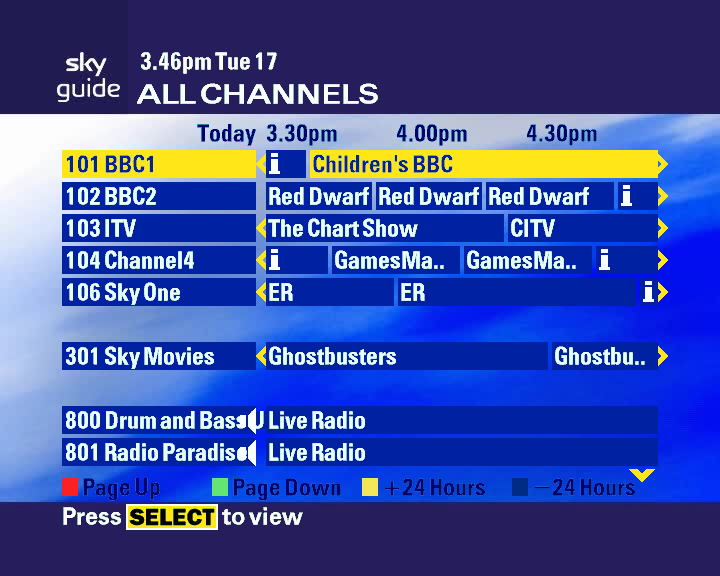 sky guide
3.46pm Tue 17
ALL CHANNELS
Today 3.30pm 4.00pm 4.30pm
101 BBC1 i Children's BBC
102 BBC2 Red Dwarf Red Dwarf Red Dwarf i
103 ITV The Chart Show CITV
104 Channel4 i GamesMa.. GamesMa.. i
106 Sky One ER ER i
301 Sky Movies Ghostbusters Ghostbu..
800 Drum and Bass U Live Radio
801 Radio Paradise Live Radio
Page Up Page Down +24 Hours −24 Hours
Press SELECT to view